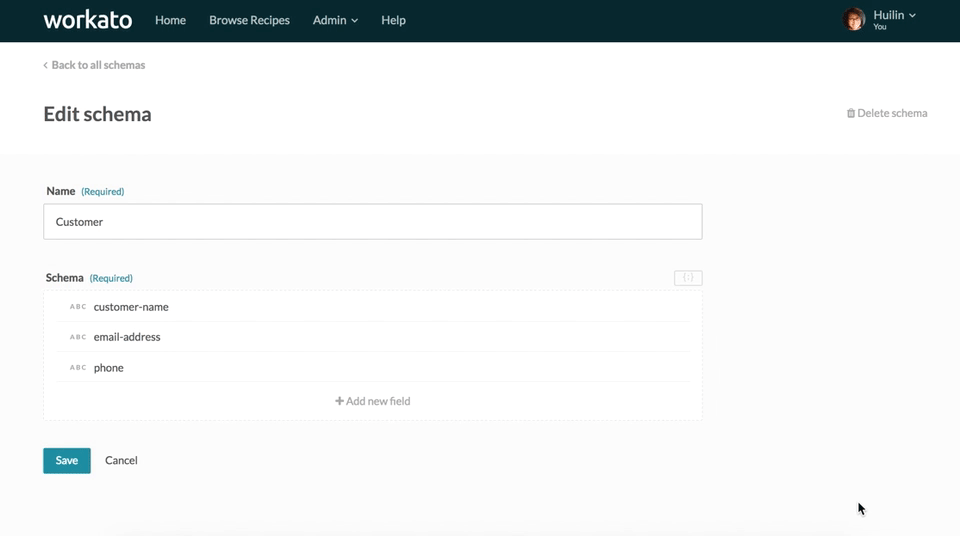 workato Home Browse Recipes Admin Help Huilin
You
Back to all schemas
Edit schema
Delete schema
Name (Required)
Customer
Schema (Required) {:}
ABC customer-name
ABC email-address
ABC phone
+ Add new field
Save Cancel